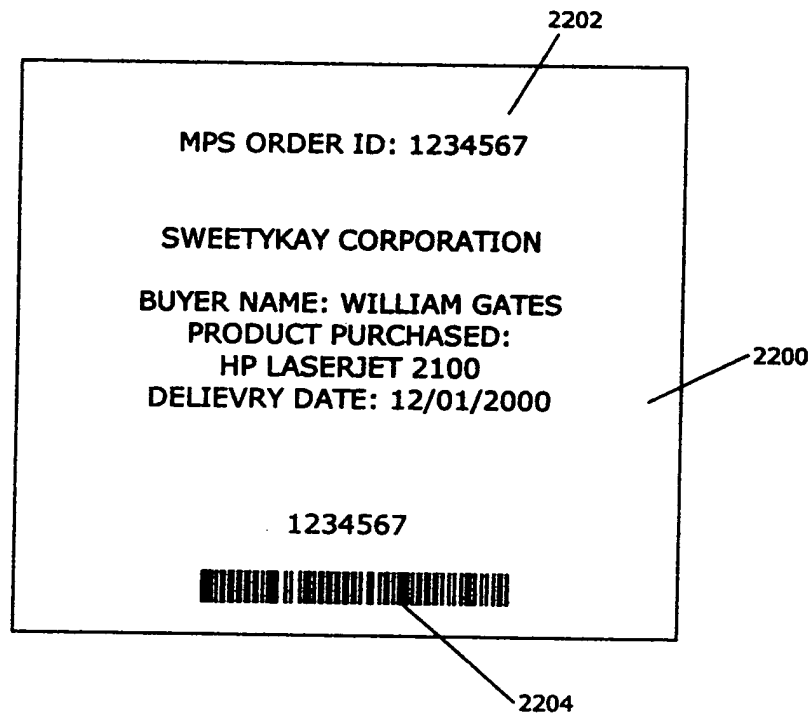 2202
MPS ORDER ID: 1234567
SWEETYKAY CORPORATION
BUYER NAME: WILLIAM GATES
PRODUCT PURCHASED:
HP LASERJET 2100
2200
DELIEVRY DATE: 12/01/2000
1234567
2204